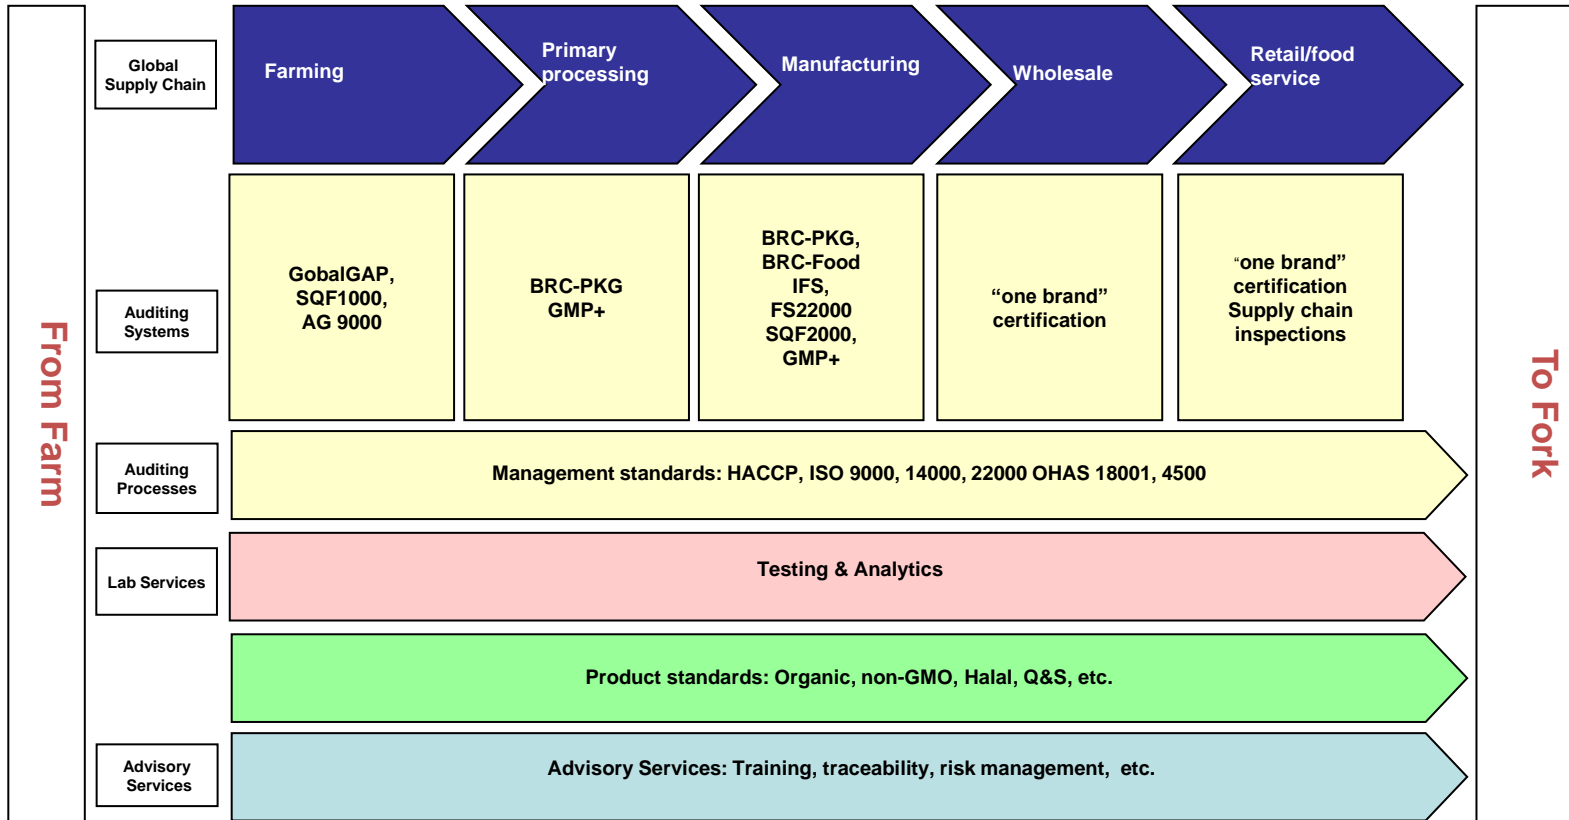 From Farm
Global
Supply Chain
Farming
Primary
processing
Manufacturing
Wholesale
Retail/food
service
Auditing
Systems
GobalGAP,
SQF1000,
AG 9000
BRC-PKG
GMP+
BRC-PKG,
BRC-Food
IFS,
FS22000
SQF2000,
GMP+
“one brand”
certification
“one brand”
certification
Supply chain
inspections
Auditing
Processes
Management standards: HACCP, ISO 9000, 14000, 22000 OHAS 18001, 4500
Lab Services
Testing & Analytics
Product standards: Organic, non-GMO, Halal, Q&S, etc.
Advisory
Services
Advisory Services: Training, traceability, risk management,  etc.
To Fork